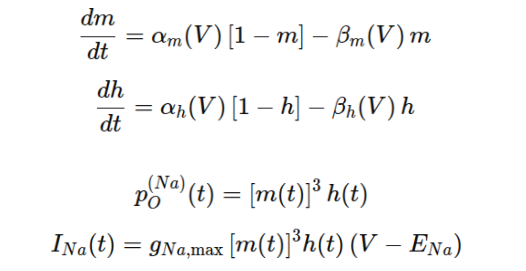 dm/dt = α_m(V) [1 − m] − β_m(V) m
dh/dt = α_h(V) [1 − h] − β_h(V) h
p_O^(Na)(t) = [m(t)]^3 h(t)
I_Na(t) = g_Na,max [m(t)]^3 h(t) (V − E_Na)